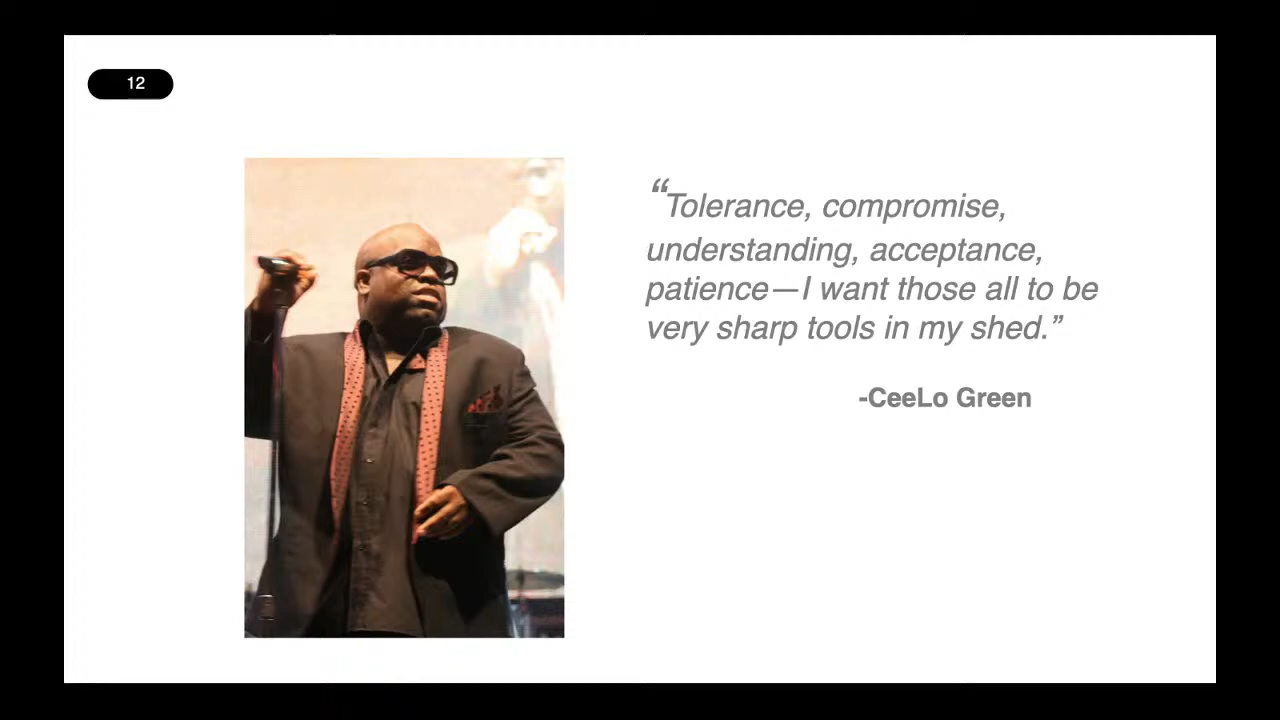 12
“Tolerance, compromise,
understanding, acceptance,
patience—I want those all to be
very sharp tools in my shed.”
-CeeLo Green